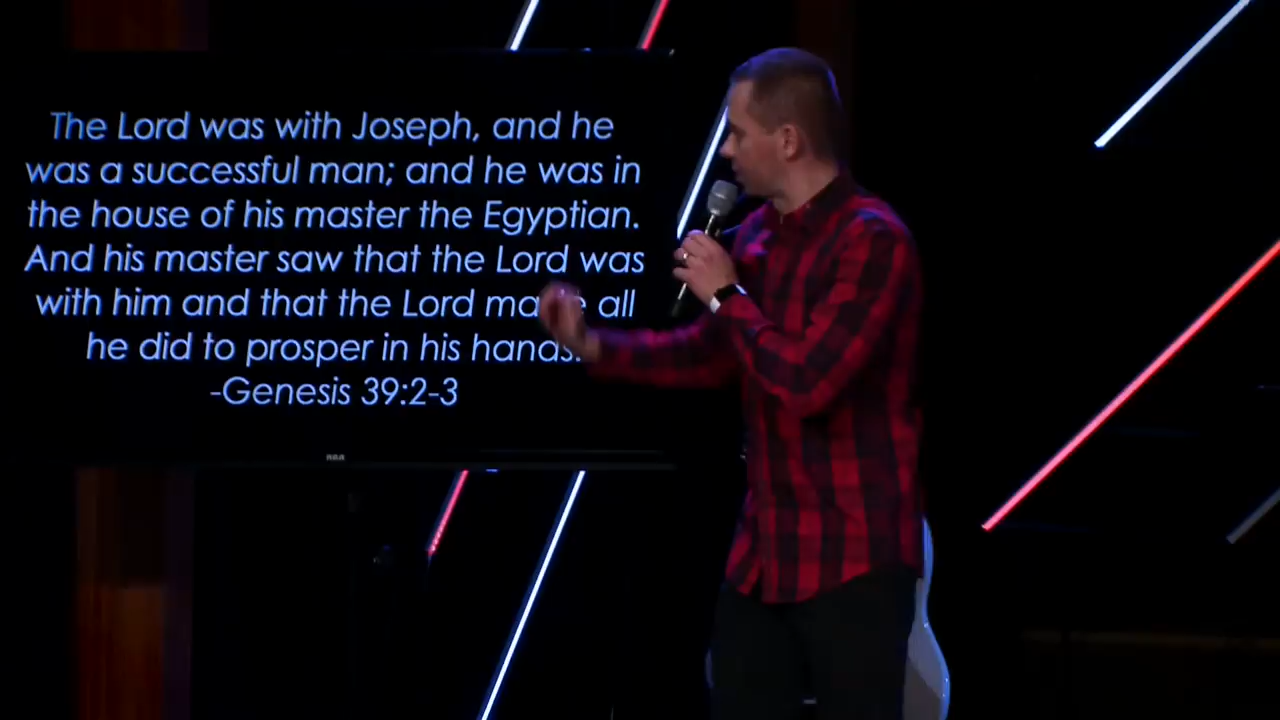 The Lord was with Joseph, and he
was a successful man; and he was in
the house of his master the Egyptian.
And his master saw that the Lord was
with him and that the Lord made all
he did to prosper in his hands.
-Genesis 39:2-3
RCA